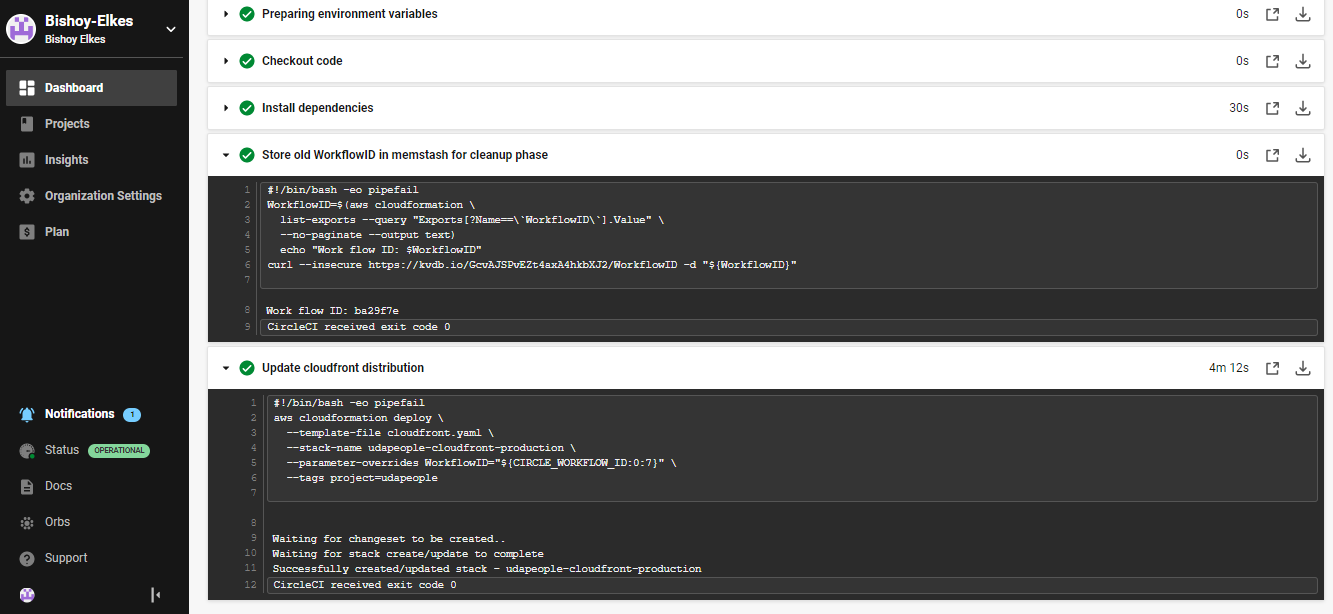 Bishoy-Elkes
Bishoy Elkes
Dashboard
Projects
Insights
Organization Settings
Plan
Notifications 1
Status OPERATIONAL
Docs
Orbs
Support
Preparing environment variables 0s
Checkout code 0s
Install dependencies 30s
Store old WorkflowID in memstash for cleanup phase 0s
1 #!/bin/bash -eo pipefail
2 WorkflowID=$(aws cloudformation \
3 list-exports --query "Exports[?Name==\`WorkflowID\`].Value" \
4 --no-paginate --output text)
5 echo "Work flow ID: $WorkflowID"
6 curl --insecure https://kvdb.io/GcvAJSPvEZt4axA4hkbXJ2/WorkflowID -d "${WorkflowID}"
7
8 Work flow ID: ba29f7e
9 CircleCI received exit code 0
Update cloudfront distribution 4m 12s
1 #!/bin/bash -eo pipefail
2 aws cloudformation deploy \
3 --template-file cloudfront.yaml \
4 --stack-name udapeople-cloudfront-production \
5 --parameter-overrides WorkflowID="${CIRCLE_WORKFLOW_ID:0:7}" \
6 --tags project=udapeople
7
8
9 Waiting for changeset to be created..
10 Waiting for stack create/update to complete
11 Successfully created/updated stack - udapeople-cloudfront-production
12 CircleCI received exit code 0